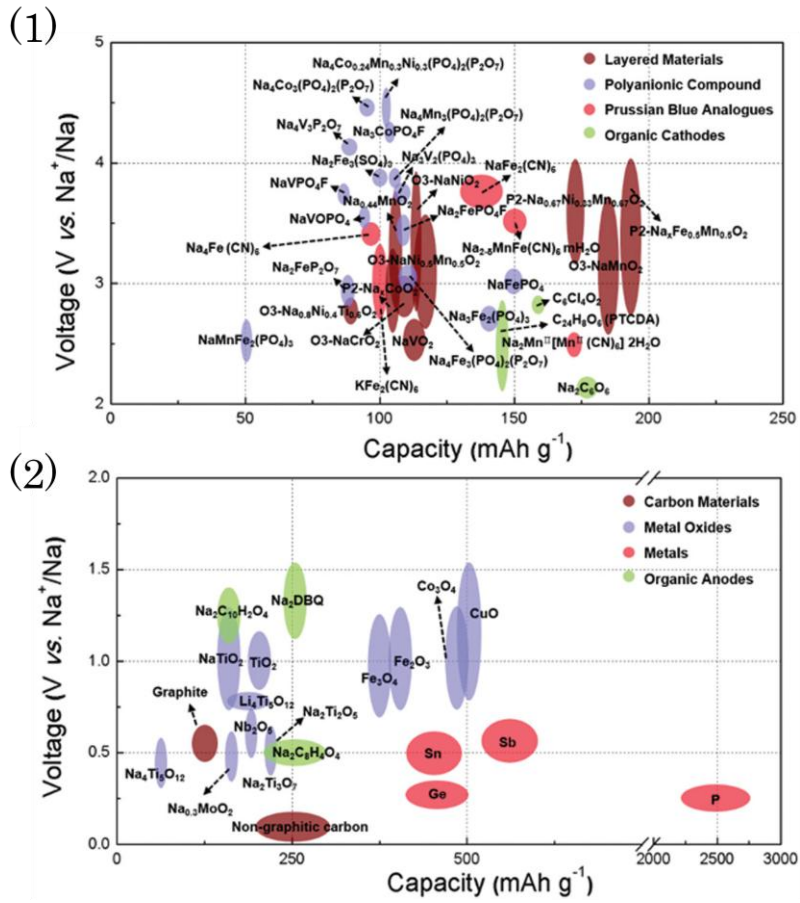 (1)
5
4
3
2
Voltage (V vs. Na⁺/Na)
Layered Materials
Polyanionic Compound
Prussian Blue Analogues
Organic Cathodes
Na₄Co₀.₂₄Mn₀.₃Ni₀.₃(PO₄)₂(P₂O₇)
Na₄Co₃(PO₄)₂(P₂O₇)
Na₄Mn₃(PO₄)₂(P₂O₇)
Na₄V₃P₂O₇
Na₃CoPO₄F
Na₂Fe₃(SO₄)₃
Na₃V₂(PO₄)₃
NaFe₂(CN)₆
NaVPO₄F
O3-NaNiO₂
Na₀.₄₄MnO₂
P2-Na₀.₆₇Ni₀.₃₃Mn₀.₆₇O₂
NaVOPO₄
Na₂FePO₄F
P2-NaₓFe₀.₅Mn₀.₅O₂
Na₄Fe(CN)₆
Na₂₋δMnFe(CN)₆ mH₂O
O3-NaNi₀.₅Mn₀.₅O₂
O3-NaMnO₂
Na₂FeP₂O₇
P2-NaₓCoO₂
NaFePO₄
C₆Cl₄O₂
O3-Na₀.₈Ni₀.₄Ti₀.₆O₂
Na₃Fe₂(PO₄)₃
C₂₄H₈O₆ (PTCDA)
NaMnFe₂(PO₄)₃
O3-NaCrO₂
NaVO₂
Na₂Mnᴵᴵ[Mnᴵᴵ (CN)₆] 2H₂O
Na₄Fe₃(PO₄)₂(P₂O₇)
KFe₂(CN)₆
Na₂C₆O₆
0 50 100 150 200 250
Capacity (mAh g⁻¹)
(2)
2.0
1.5
1.0
0.5
0.0
Voltage (V vs. Na⁺/Na)
Carbon Materials
Metal Oxides
Metals
Organic Anodes
Co₃O₄
Na₂DBQ
Na₂C₁₀H₂O₄
CuO
NaTiO₂
TiO₂
Fe₂O₃
Fe₃O₄
Graphite
Li₄Ti₅O₁₂
Na₂Ti₂O₅
Nb₂O₅
Na₂C₈H₄O₄
Sn
Sb
Na₄Ti₅O₁₂
Na₂Ti₃O₇
Ge
P
Na₀.₃MoO₂
Non-graphitic carbon
0 250 500 2000 2500 3000
Capacity (mAh g⁻¹)